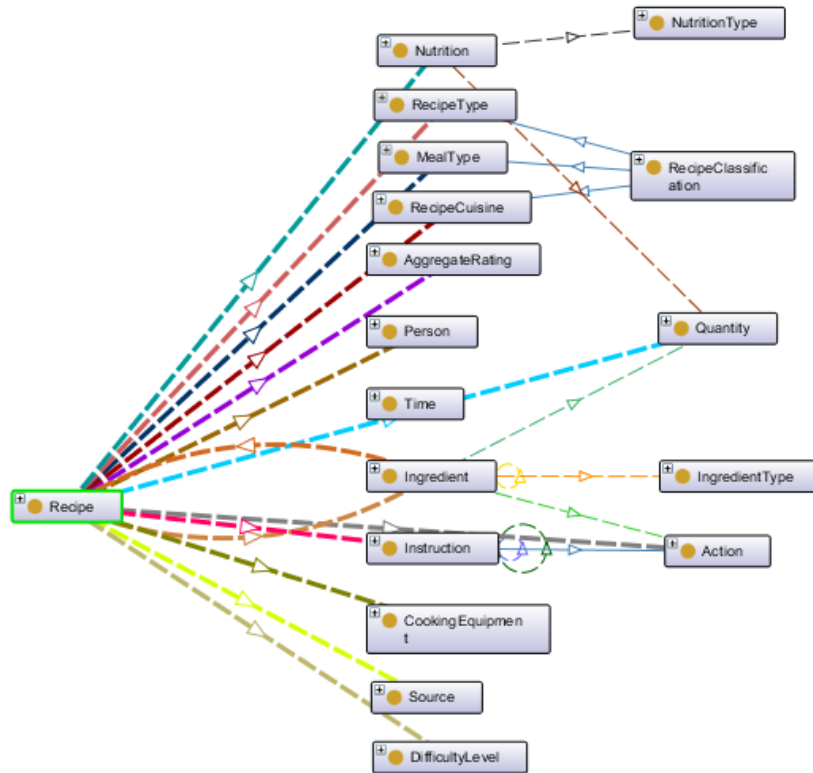 NutritionType
Nutrition
RecipeType
MealType
RecipeClassific
ation
RecipeCuisine
AggregateRating
Person
Quantity
Time
Ingredient
IngredientType
Recipe
Instruction
Action
CookingEquipmen
t
Source
DifficultyLevel